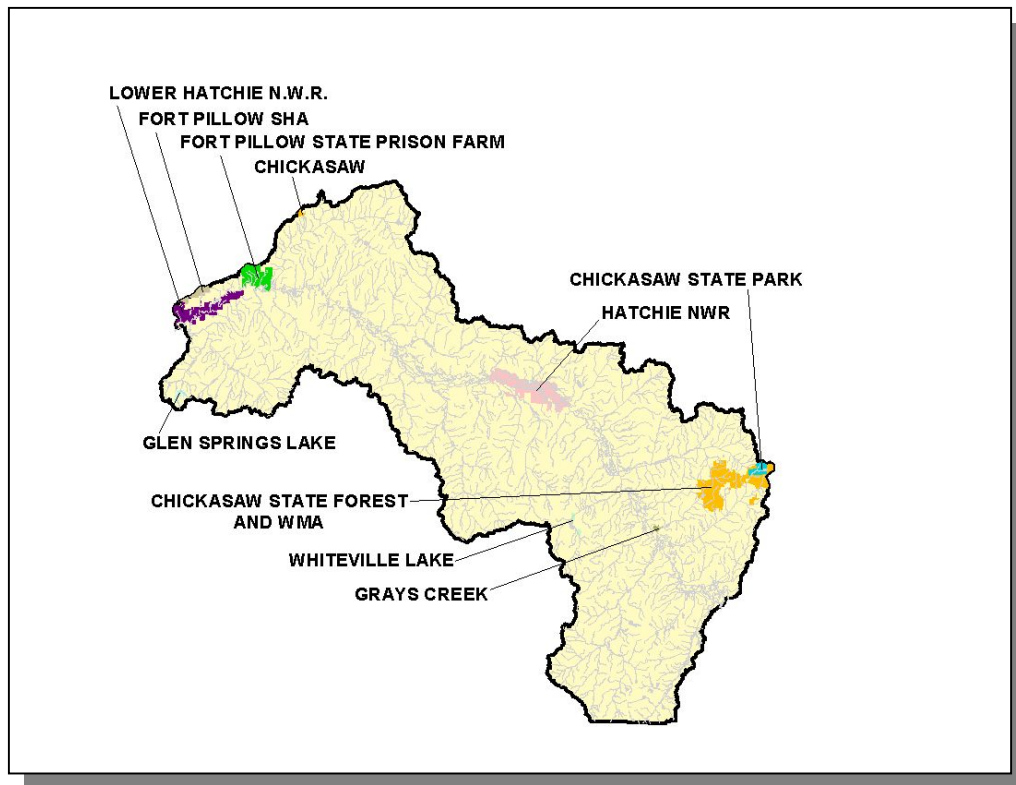 LOWER HATCHIE N.W.R.
FORT PILLOW SHA
FORT PILLOW STATE PRISON FARM
CHICKASAW
CHICKASAW STATE PARK
HATCHIE NWR
GLEN SPRINGS LAKE
CHICKASAW STATE FOREST
AND WMA
WHITEVILLE LAKE
GRAYS CREEK